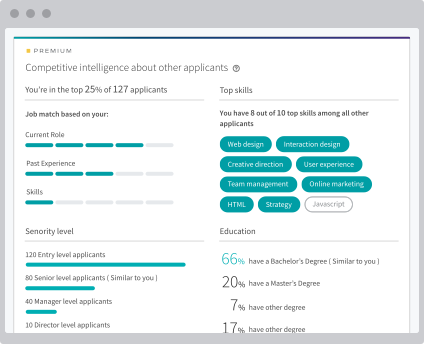 PREMIUM
Competitive intelligence about other applicants ?
You're in the top 25% of 127 applicants
Job match based on your:
Current Role
Past Experience
Skills
Top skills
You have 8 out of 10 top skills among all other
applicants
Web design Interaction design
Creative direction User experience
Team management Online marketing
HTML Strategy Javascript
Senority level
120 Entry level applicants
80 Senior level applicants ( Similar to you )
40 Manager level applicants
10 Director level applicants
Education
66% have a Bachelor's Degree ( Similar to you )
20% have a Master's Degree
7% have other degree
17% have other degree